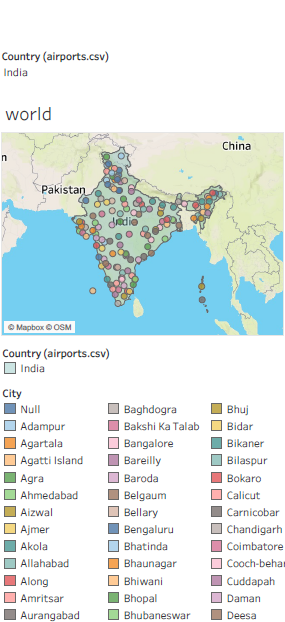 Country (airports.csv)
India
world
n
China
Pakistan
India
© Mapbox © OSM
Country (airports.csv)
India
City
Null
Baghdogra
Bhuj
Adampur
Bakshi Ka Talab
Bidar
Agartala
Bangalore
Bikaner
Agatti Island
Bareilly
Bilaspur
Agra
Baroda
Bokaro
Ahmedabad
Belgaum
Calicut
Aizwal
Bellary
Carnicobar
Ajmer
Bengaluru
Chandigarh
Akola
Bhatinda
Coimbatore
Allahabad
Bhaunagar
Cooch-behar
Along
Bhiwani
Cuddapah
Amritsar
Bhopal
Daman
Aurangabad
Bhubaneswar
Deesa